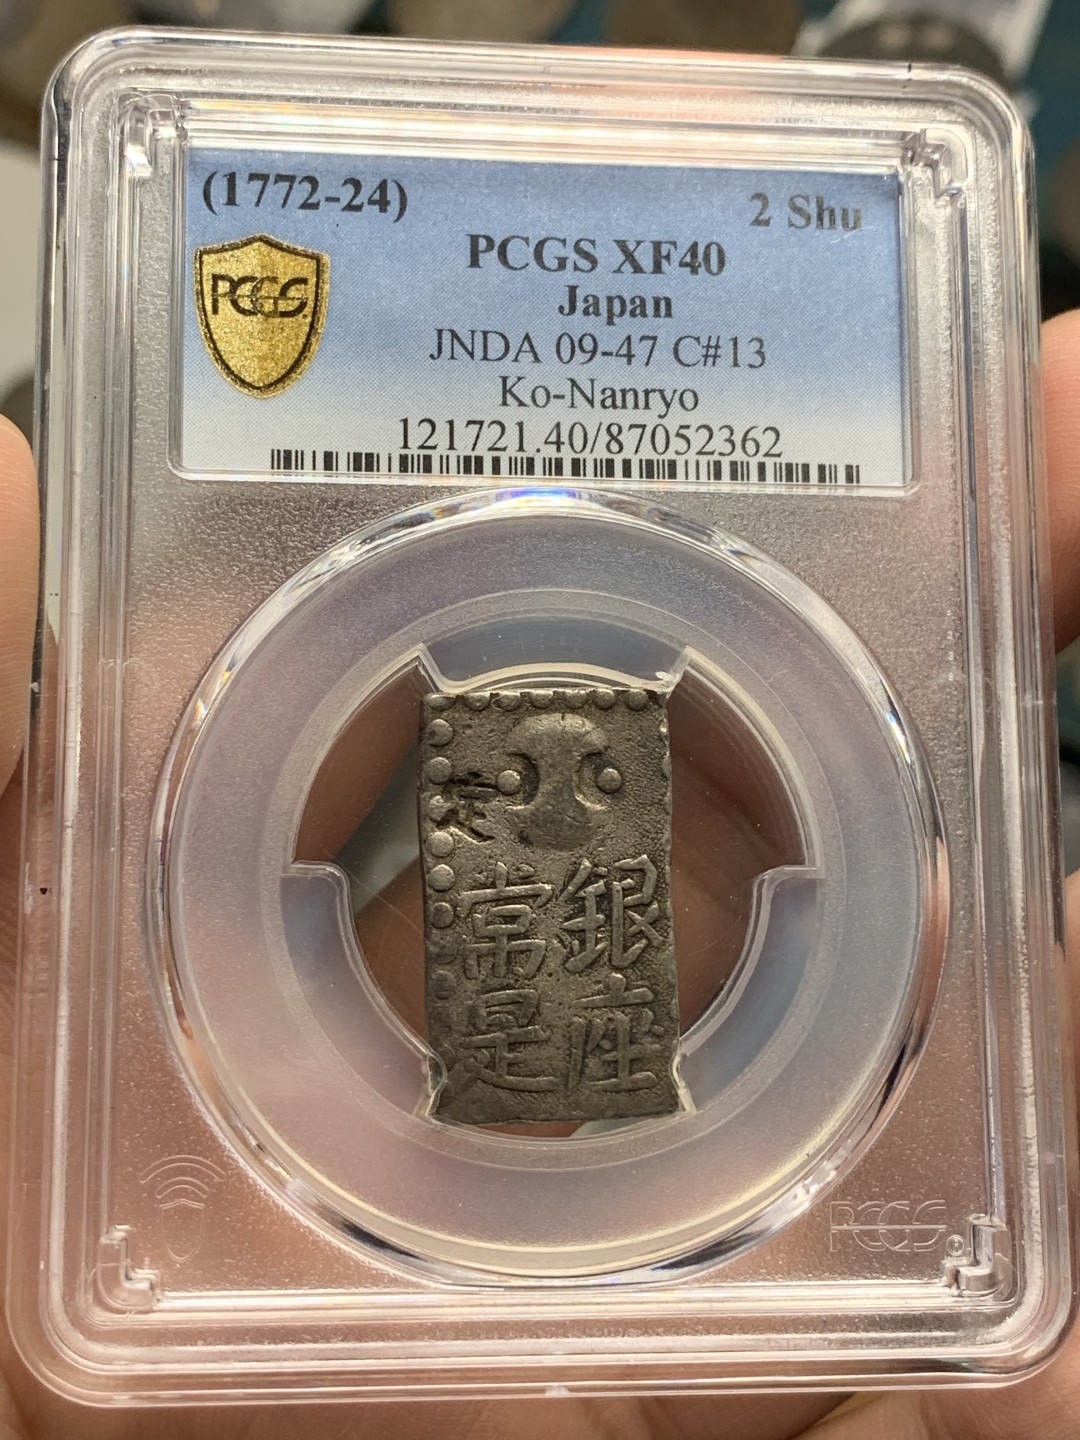 (1772-24) 2 Shu
PCGS XF40
Japan
JNDA 09-47 C#13
Ko-Nanryo
121721.40/87052362
PCGS
定
銀座
常是
PCGS